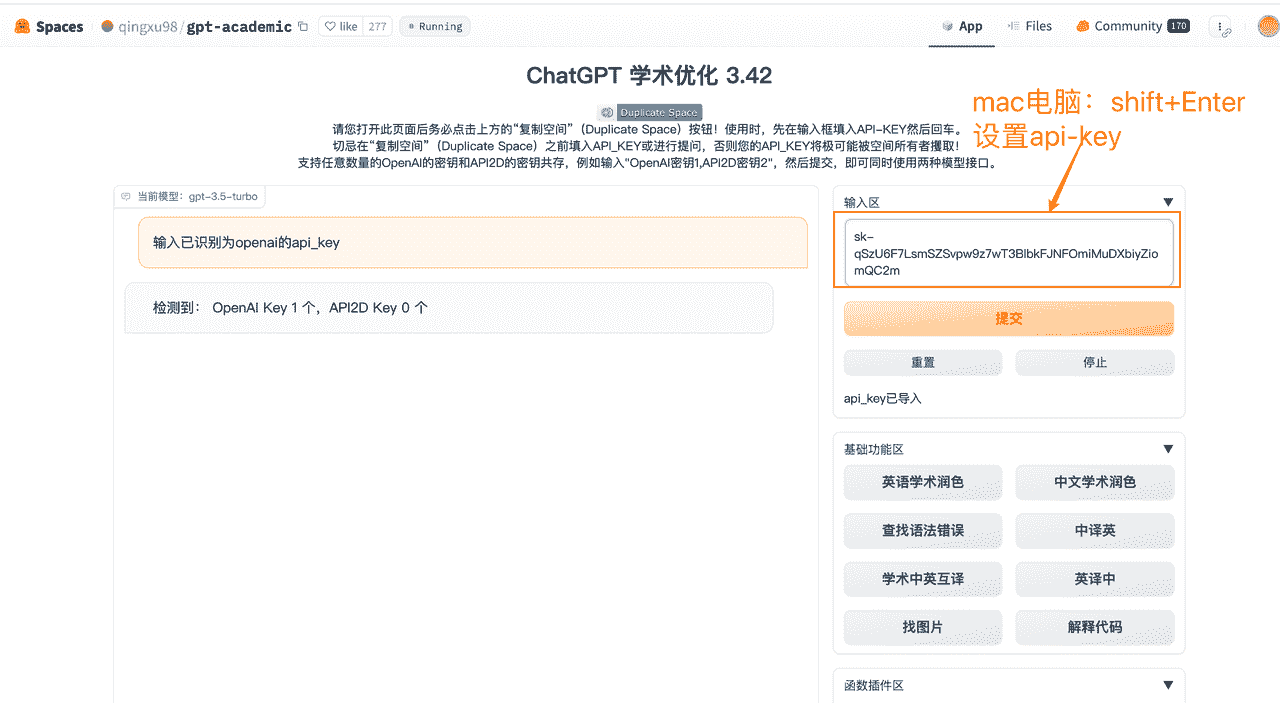 Spaces
qingxu98/gpt-academic
like 277
Running
App
Files
Community 170
ChatGPT 学术优化 3.42
Duplicate Space
请您打开此页面后务必点击上方的“复制空间”（Duplicate Space）按钮！使用时，先在输入框填入API-KEY然后回车。
切忌在“复制空间”（Duplicate Space）之前填入API_KEY或进行提问，否则您的API_KEY将极可能被空间所有者攫取！
支持任意数量的OpenAI的密钥和API2D的密钥共存，例如输入"OpenAI密钥1,API2D密钥2"，然后提交，即可同时使用两种模型接口。
mac电脑：shift+Enter
设置api-key
当前模型：gpt-3.5-turbo
输入已识别为openai的api_key
检测到： OpenAI Key 1 个，API2D Key 0 个
输入区
sk-
qSzU6F7LsmSZSvpw9z7wT3BlbkFJNFOmiMuDXbiyZio
mQC2m
提交
重置
停止
api_key已导入
基础功能区
英语学术润色
中文学术润色
查找语法错误
中译英
学术中英互译
英译中
找图片
解释代码
函数插件区